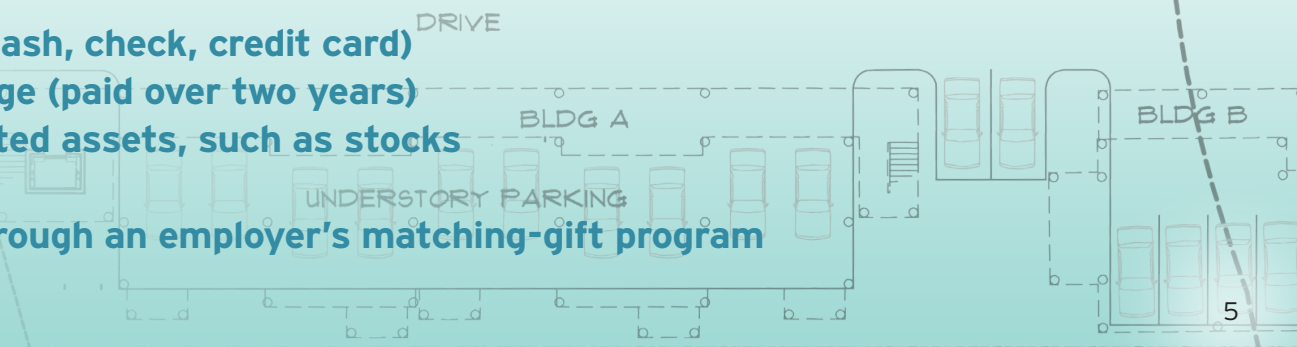 DRIVE
ash, check, credit card)
ge (paid over two years)
BLDG A
BLDG B
ted assets, such as stocks
UNDERSTORY PARKING
rough an employer’s matching-gift program
5